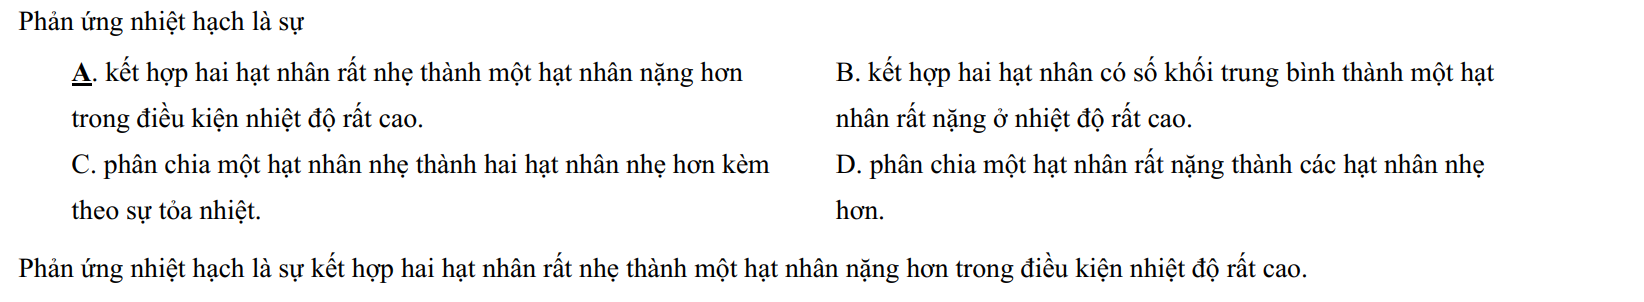 Phản ứng nhiệt hạch là sự
A. kết hợp hai hạt nhân rất nhẹ thành một hạt nhân nặng hơn
trong điều kiện nhiệt độ rất cao.
B. kết hợp hai hạt nhân có số khối trung bình thành một hạt
nhân rất nặng ở nhiệt độ rất cao.
C. phân chia một hạt nhân nhẹ thành hai hạt nhân nhẹ hơn kèm
theo sự tỏa nhiệt.
D. phân chia một hạt nhân rất nặng thành các hạt nhân nhẹ
hơn.
Phản ứng nhiệt hạch là sự kết hợp hai hạt nhân rất nhẹ thành một hạt nhân nặng hơn trong điều kiện nhiệt độ rất cao.